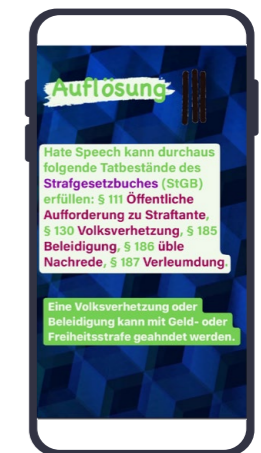 Auflösung
Hate Speech kann durchaus
folgende Tatbestände des
Strafgesetzbuches (StGB)
erfüllen: § 111 Öffentliche
Aufforderung zu Straftante,
§ 130 Volksverhetzung, § 185
Beleidigung, § 186 üble
Nachrede, § 187 Verleumdung.
Eine Volksverhetzung oder
Beleidigung kann mit Geld- oder
Freiheitsstrafe geahndet werden.